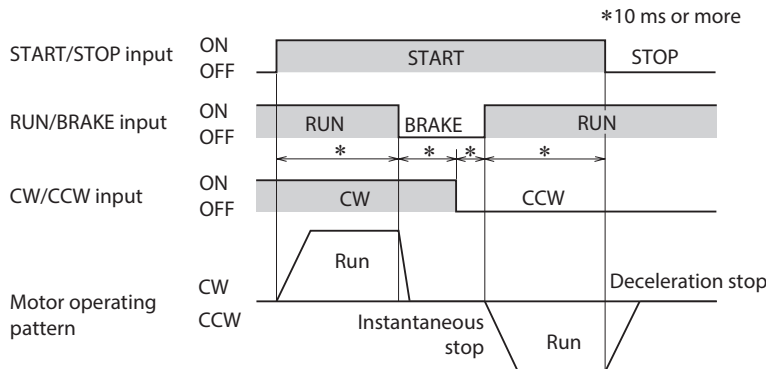 *10 ms or more
START/STOP input
ON
OFF
START
STOP
RUN/BRAKE input
ON
OFF
RUN
BRAKE
RUN
* * * *
CW/CCW input
ON
OFF
CW
CCW
Motor operating
pattern
CW
CCW
Run
Instantaneous
stop
Run
Deceleration stop